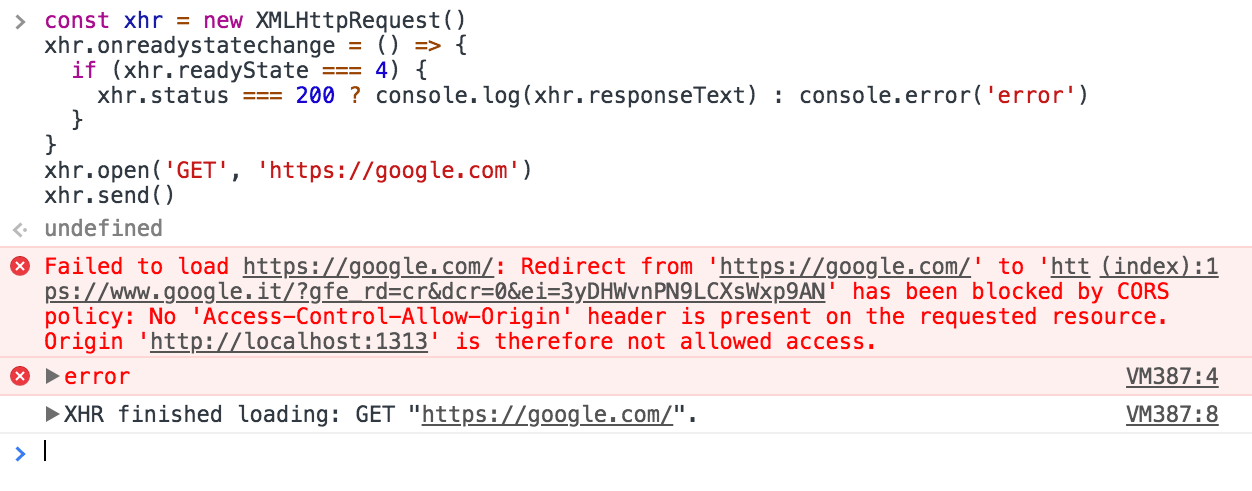 const xhr = new XMLHttpRequest()
xhr.onreadystatechange = () => {
  if (xhr.readyState === 4) {
    xhr.status === 200 ? console.log(xhr.responseText) : console.error('error')
  }
}
xhr.open('GET', 'https://google.com')
xhr.send()
undefined
Failed to load https://google.com/: Redirect from 'https://google.com/' to 'htt (index):1
ps://www.google.it/?gfe_rd=cr&dcr=0&ei=3yDHWvnPN9LCXsWxp9AN' has been blocked by CORS
policy: No 'Access-Control-Allow-Origin' header is present on the requested resource.
Origin 'http://localhost:1313' is therefore not allowed access.
error VM387:4
XHR finished loading: GET "https://google.com/". VM387:8